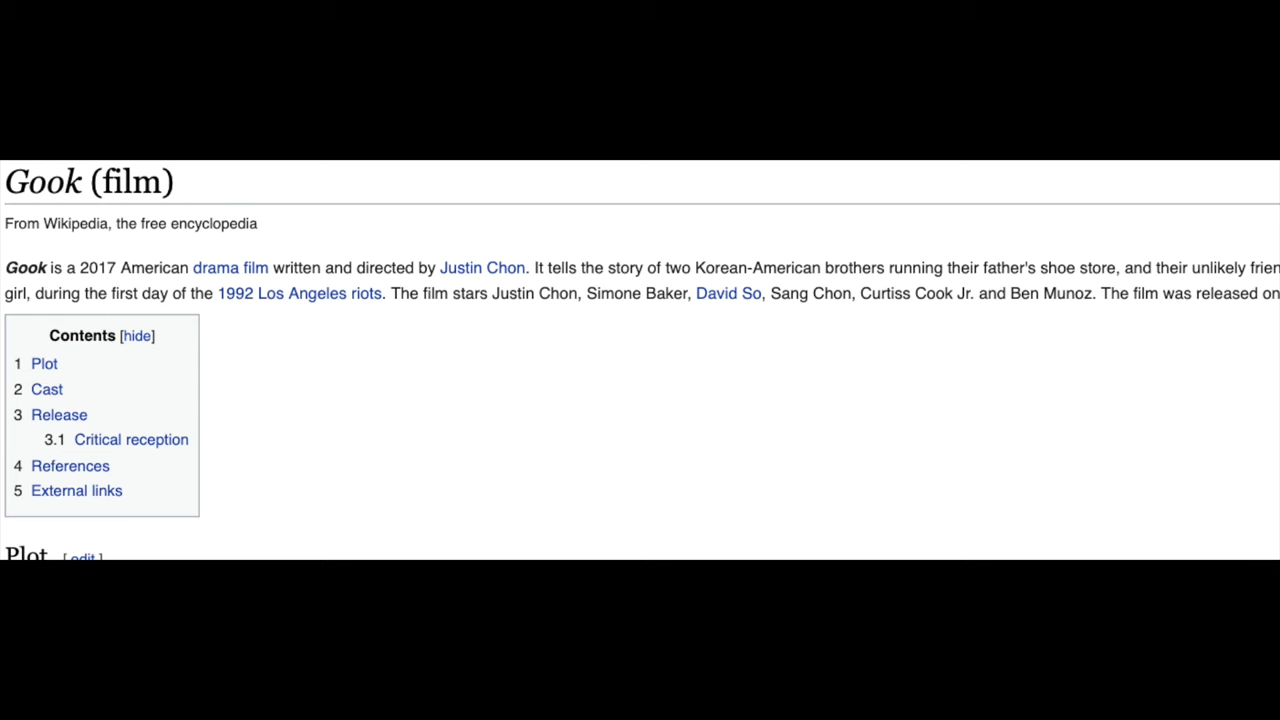 Gook (film)
From Wikipedia, the free encyclopedia
Gook is a 2017 American drama film written and directed by Justin Chon. It tells the story of two Korean-American brothers running their father's shoe store, and their unlikely
girl, during the first day of the 1992 Los Angeles riots. The film stars Justin Chon, Simone Baker, David So, Sang Chon, Curtiss Cook Jr. and Ben Munoz. The film was released on
Contents [hide]
1 Plot
2 Cast
3 Release
3.1 Critical reception
4 References
5 External links
Plot [ edit ]